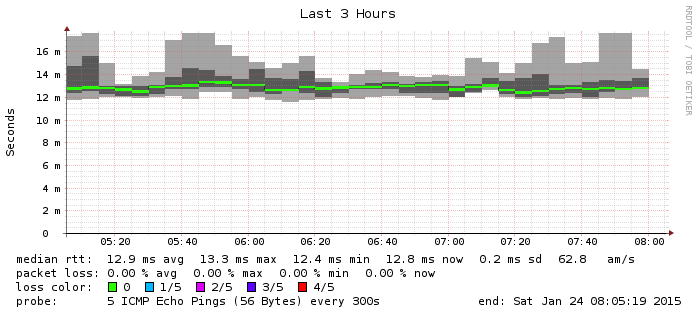 Last 3 Hours
RRDTOOL / TOBI OETIKER
Seconds
16 m
14 m
12 m
10 m
8 m
6 m
4 m
2 m
0
05:20 05:40 06:00 06:20 06:40 07:00 07:20 07:40 08:00
median rtt: 12.9 ms avg 13.3 ms max 12.4 ms min 12.8 ms now 0.2 ms sd 62.8 am/s
packet loss: 0.00 % avg 0.00 % max 0.00 % min 0.00 % now
loss color: 0 1/5 2/5 3/5 4/5
probe: 5 ICMP Echo Pings (56 Bytes) every 300s end: Sat Jan 24 08:05:19 2015